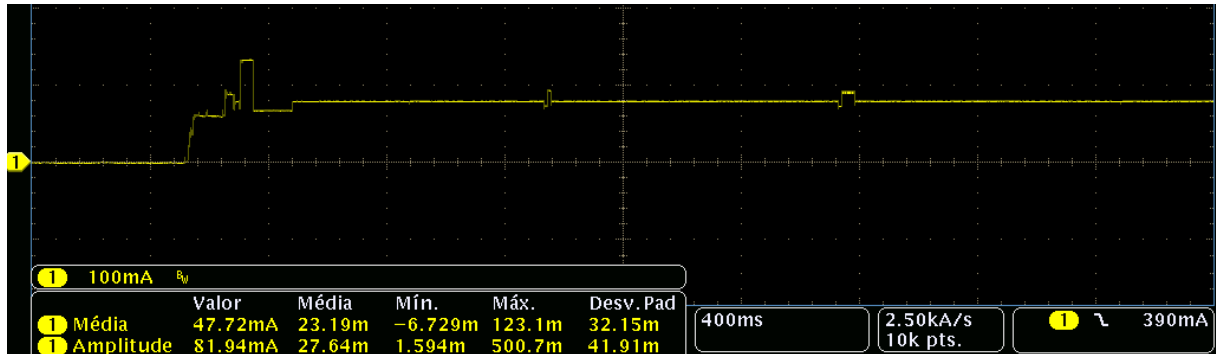 1
1 100mA BW
Valor Média Mín. Máx. Desv.Pad
1 Média 47.72mA 23.19m −6.729m 123.1m 32.15m
1 Amplitude 81.94mA 27.64m 1.594m 500.7m 41.91m
400ms
2.50kA/s
10k pts.
1 390mA